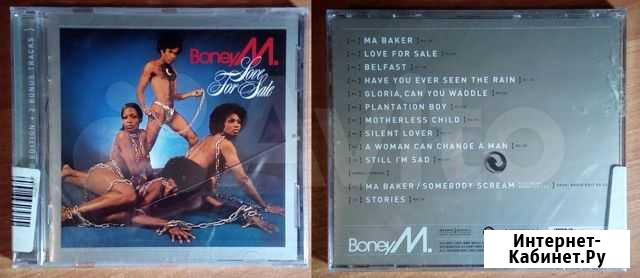 EDITION + 2 BONUS TRACKS
Boney M.
Love
For Sale
Avito
MA BAKER
LOVE FOR SALE
BELFAST
HAVE YOU EVER SEEN THE RAIN
GLORIA, CAN YOU WADDLE
PLANTATION BOY
MOTHERLESS CHILD
SILENT LOVER
A WOMAN CAN CHANGE A MAN
STILL I'M SAD
MA BAKER / SOMEBODY SCREAM
STORIES
Boney M.
Интернет-
Кабинет.Ру